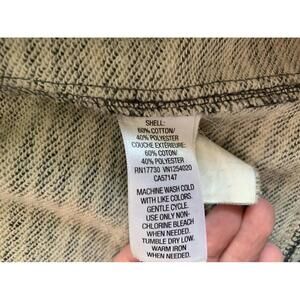 SHELL:
60% COTTON/
40% POLYESTER
COUCHE EXTÉRIEURE:
60% COTON/
40% POLYESTER
RN17730 VN1254020
CA57147
MACHINE WASH COLD
WITH LIKE COLORS.
GENTLE CYCLE.
USE ONLY NON-
CHLORINE BLEACH
WHEN NEEDED.
TUMBLE DRY LOW.
WARM IRON
WHEN NEEDED.